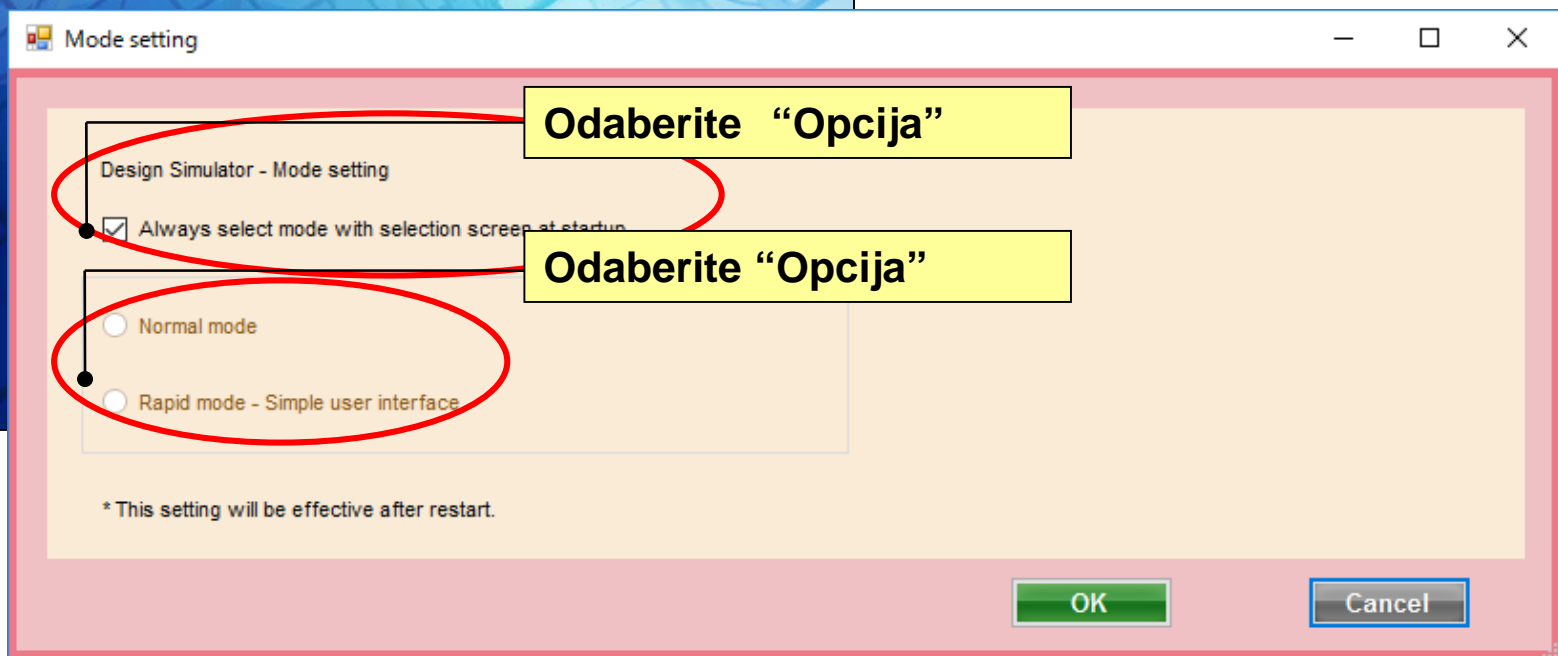 Mode setting
Odaberite “Opcija”
Design Simulator - Mode setting
Always select mode with selection screen at startup
Odaberite “Opcija”
Normal mode
Rapid mode - Simple user interface
* This setting will be effective after restart.
OK
Cancel